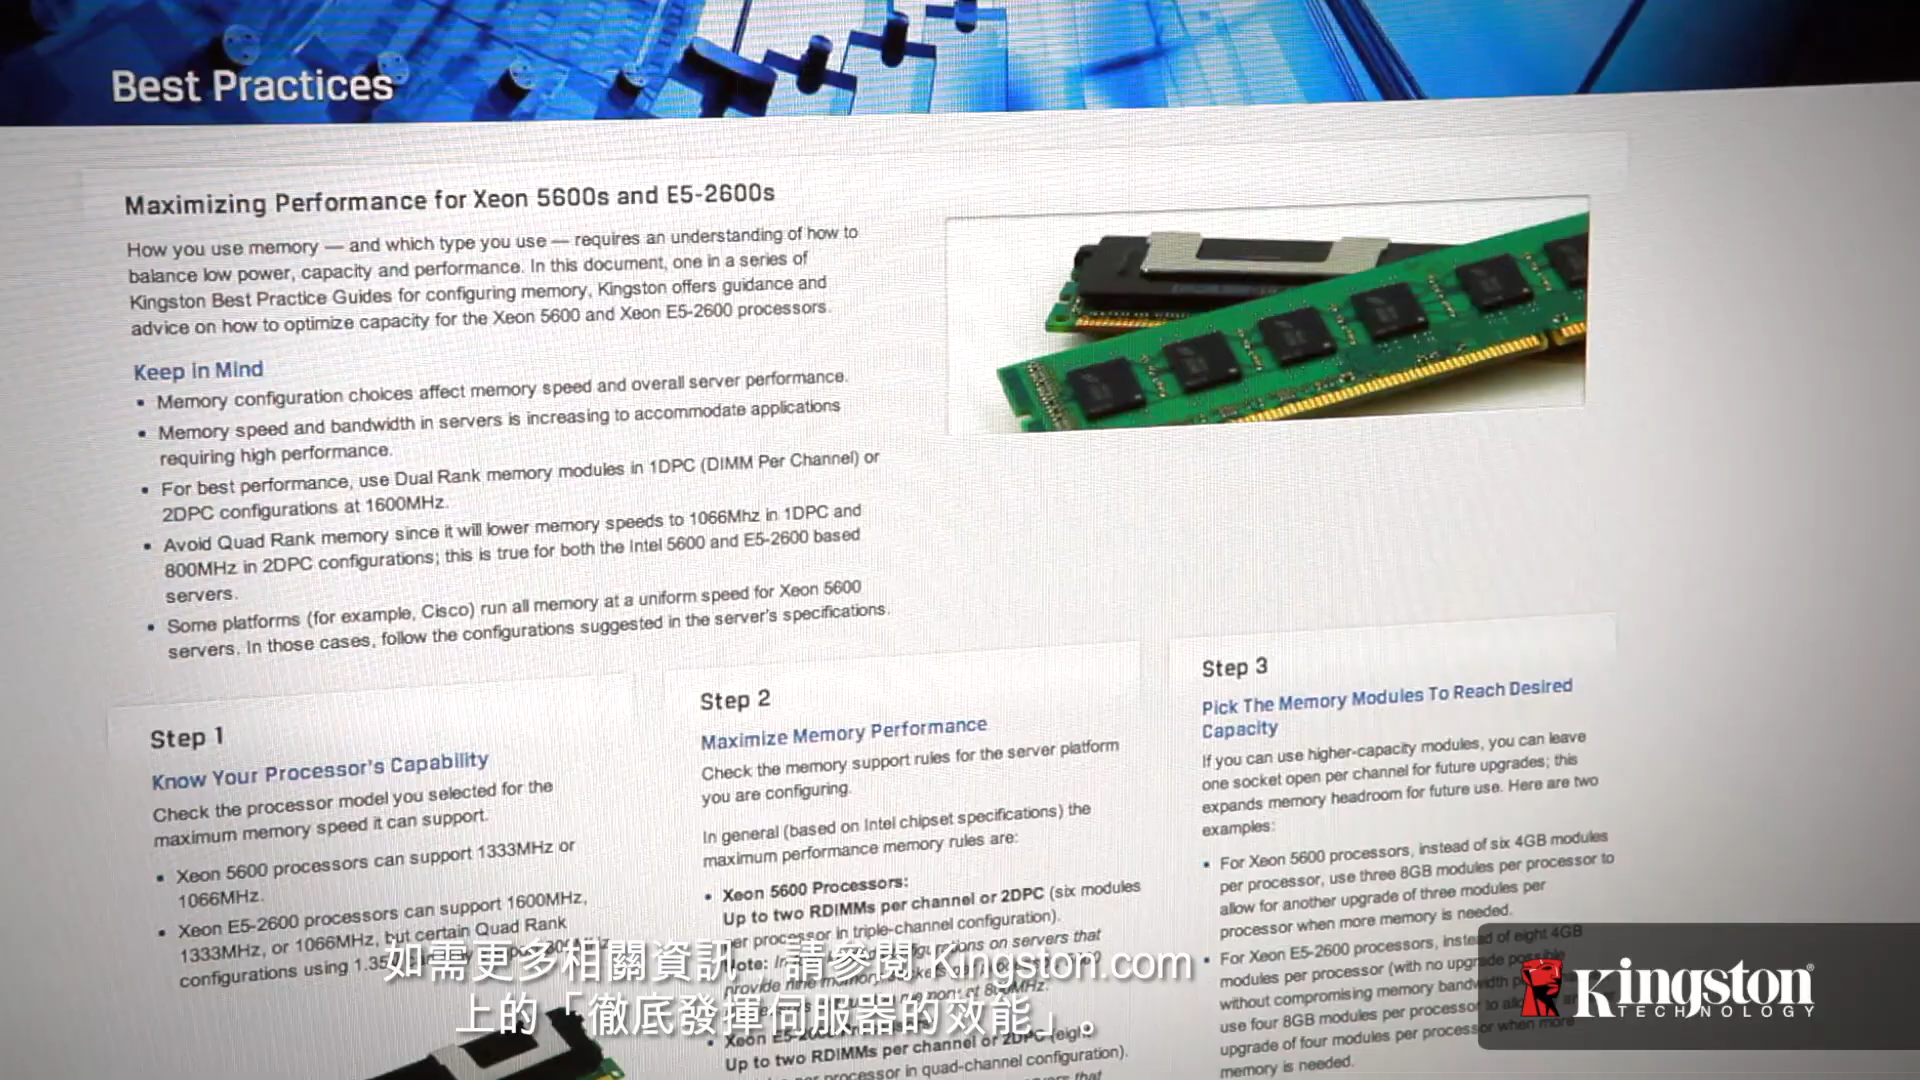 Best Practices
Maximizing Performance for Xeon 5600s and E5-2600s
How you use memory — and which type you use — requires an understanding of how to
balance low power, capacity and performance. In this document, one in a series of
Kingston Best Practice Guides for configuring memory, Kingston offers guidance and
advice on how to optimize capacity for the Xeon 5600 and Xeon E5-2600 processors.
Keep in Mind
• Memory configuration choices affect memory speed and overall server performance.
• Memory speed and bandwidth in servers is increasing to accommodate applications
requiring high performance.
• For best performance, use Dual Rank memory modules in 1DPC (DIMM Per Channel) or
2DPC configurations at 1600MHz.
• Avoid Quad Rank memory since it will lower memory speeds to 1066Mhz in 1DPC and
800MHz in 2DPC configurations; this is true for both the Intel 5600 and E5-2600 based
servers.
• Some platforms (for example, Cisco) run all memory at a uniform speed for Xeon 5600
servers. In those cases, follow the configurations suggested in the server's specifications.
Step 1
Know Your Processor's Capability
Check the processor model you selected for the
maximum memory speed it can support.
• Xeon 5600 processors can support 1333MHz or
1066MHz.
• Xeon E5-2600 processors can support 1600MHz,
1333MHz, or 1066MHz, but certain Quad Rank
configurations using
Step 2
Maximize Memory Performance
Check the memory support rules for the server platform
you are configuring.
In general (based on Intel chipset specifications) the
maximum performance memory rules are:
• Xeon 5600 Processors:
Up to two RDIMMs per channel or 2DPC (six modules
per processor in triple-channel configuration).
Note: on servers that
provide nine memory
800MHz.
• Xeon
Up to two RDIMMs per channel or 2DPC (eight
processor in quad-channel configuration).
Step 3
Pick The Memory Modules To Reach Desired
Capacity
If you can use higher-capacity modules, you can leave
one socket open per channel for future upgrades; this
expands memory headroom for future use. Here are two
examples:
• For Xeon 5600 processors, instead of six 4GB modules
per processor, use three 8GB modules per processor to
allow for another upgrade of three modules per
processor when more memory is needed.
• For E5-2600 processors, instead of eight 4GB
modules per processor (with no upgrade possible
without compromising memory bandwidth
use four 8GB modules per processor to
upgrade of four modules per processor when more
memory is needed.
如需更多相關資訊，請參閱 Kingston.com
上的「徹底發揮伺服器的效能」。
Kingston
TECHNOLOGY